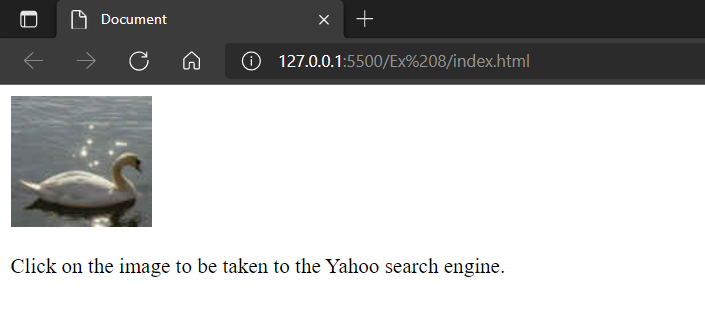 Document
127.0.0.1:5500/Ex%208/index.html
Click on the image to be taken to the Yahoo search engine.